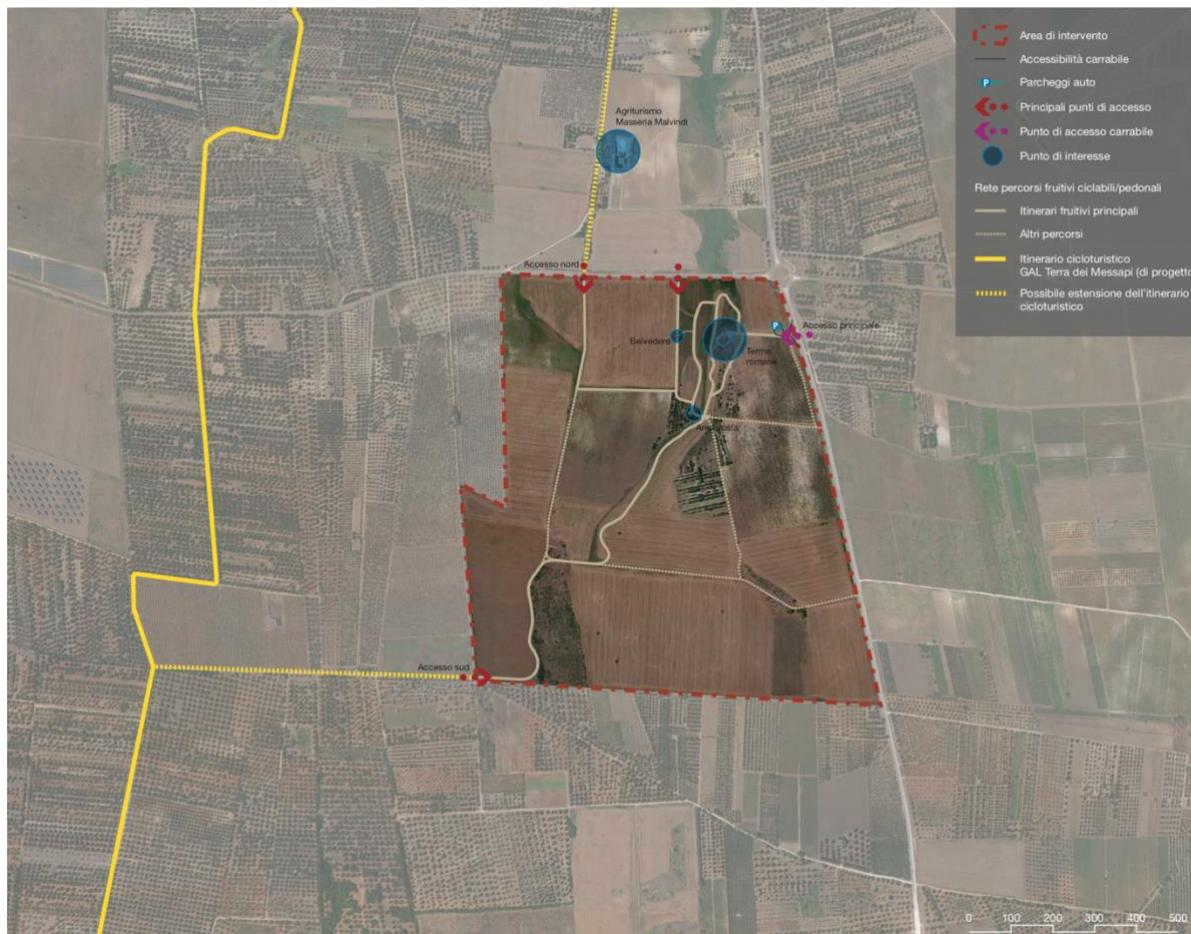 Area di intervento
Accessibilità carrabile
P
Parcheggi auto
Principali punti di accesso
Punto di accesso carrabile
Punto di interesse
Rete percorsi fruitivi ciclabili/pedonali
Itinerari fruitivi principali
Altri percorsi
Itinerario cicloturistico
GAL Terra dei Messapi (di progetto
Possibile estensione dell'itinerario
cicloturistico
Agriturismo
Masseria Malvindi
Accesso nord
P
Accesso principale
Belvedere
Terme
romane
Accesso sud
0 100 200 300 400 500